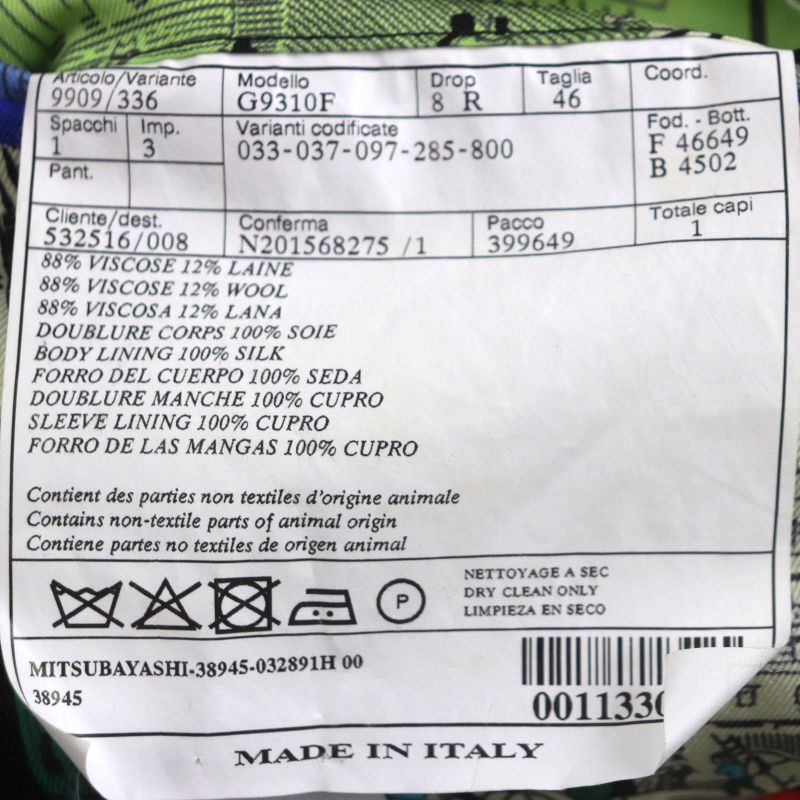 Articolo/Variante Modello Drop Taglia Coord.
9909/336 G9310F 8 R 46
Spacchi Imp. Varianti codificate Fod. - Bott.
1 3 033-037-097-285-800 F 46649
Pant. B 4502
Cliente/dest. Conferma Pacco Totale capi
532516/008 N201568275 /1 399649 1
88% VISCOSE 12% LAINE
88% VISCOSE 12% WOOL
88% VISCOSA 12% LANA
DOUBLURE CORPS 100% SOIE
BODY LINING 100% SILK
FORRO DEL CUERPO 100% SEDA
DOUBLURE MANCHE 100% CUPRO
SLEEVE LINING 100% CUPRO
FORRO DE LAS MANGAS 100% CUPRO
Contient des parties non textiles d'origine animale
Contains non-textile parts of animal origin
Contiene partes no textiles de origen animal
P
NETTOYAGE A SEC
DRY CLEAN ONLY
LIMPIEZA EN SECO
MITSUBAYASHI-38945-032891H 00
38945
001133
MADE IN ITALY